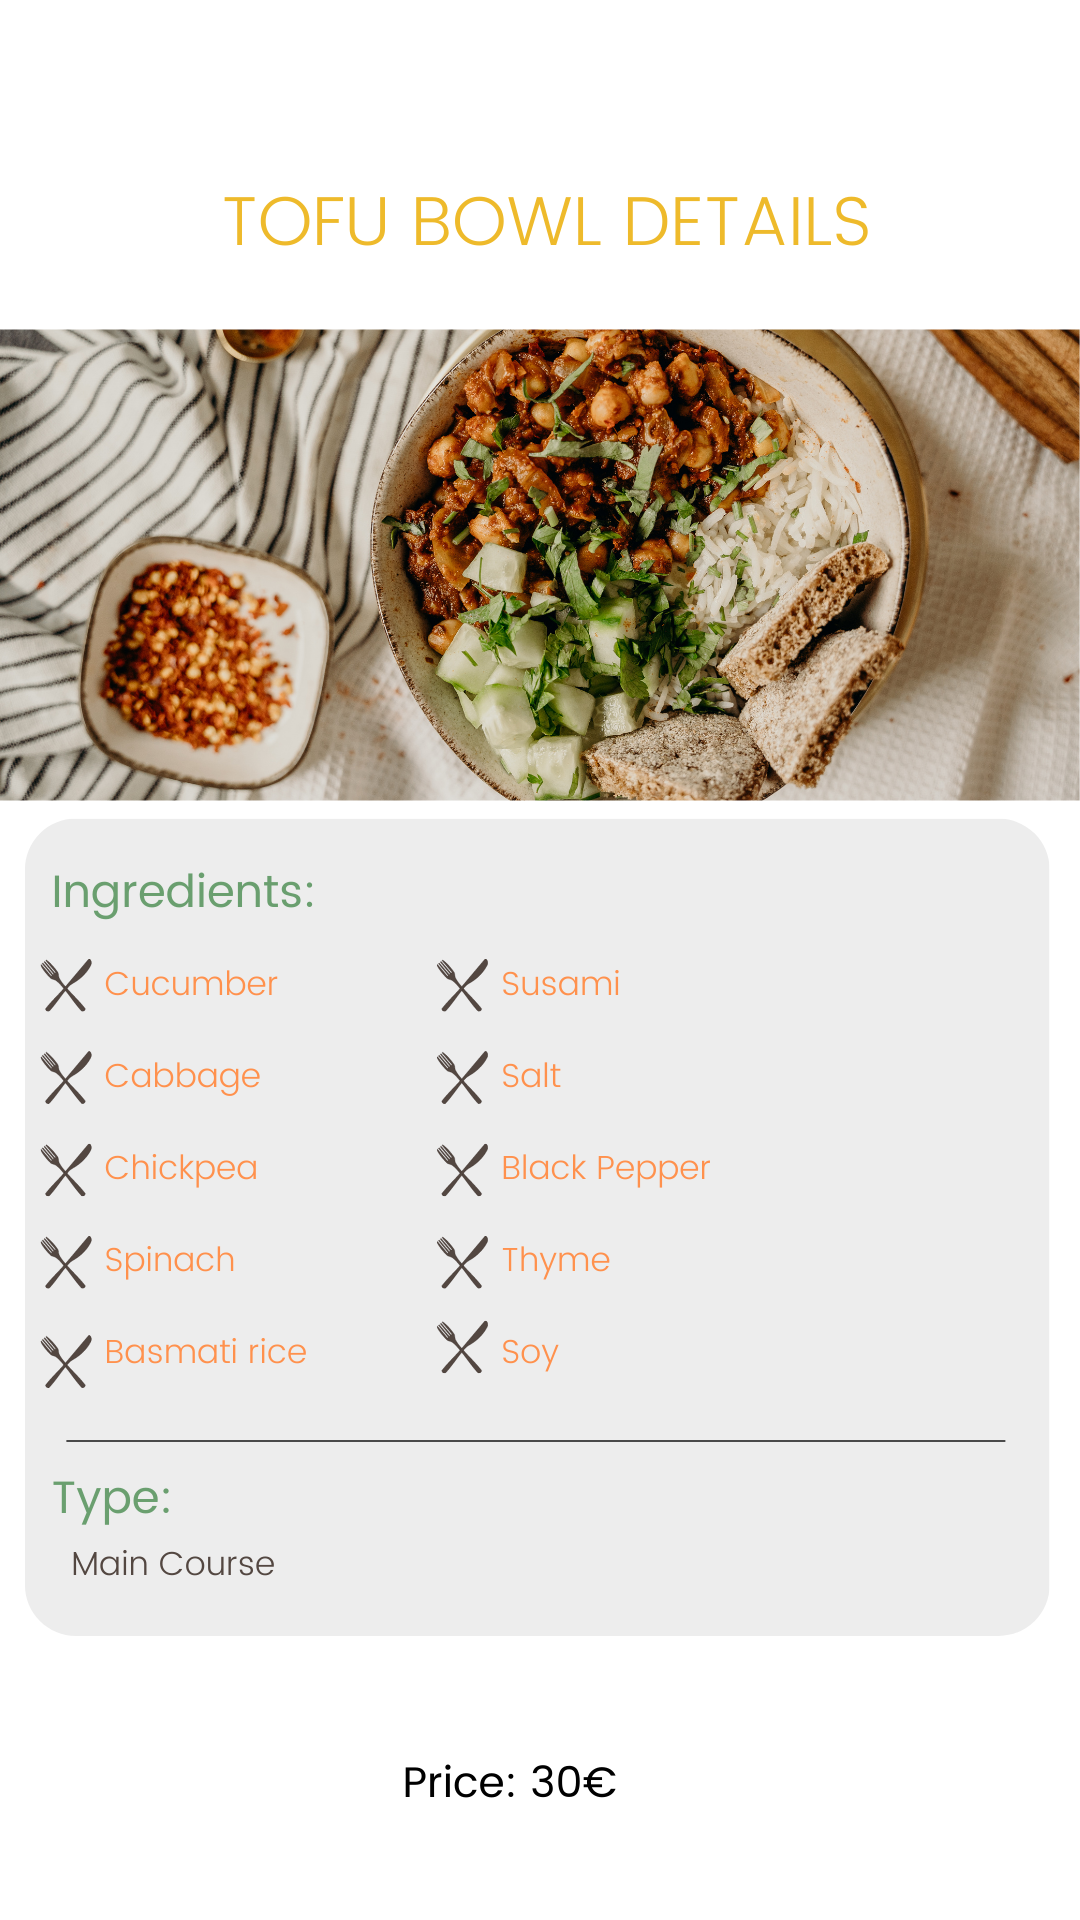 TOFU BOWL DETAILS
Ingredients:
Cucumber
Cabbage
Chickpea
Spinach
Basmati rice
Susami
Salt
Black Pepper
Thyme
Soy
Type:
Main Course
Price: 30€